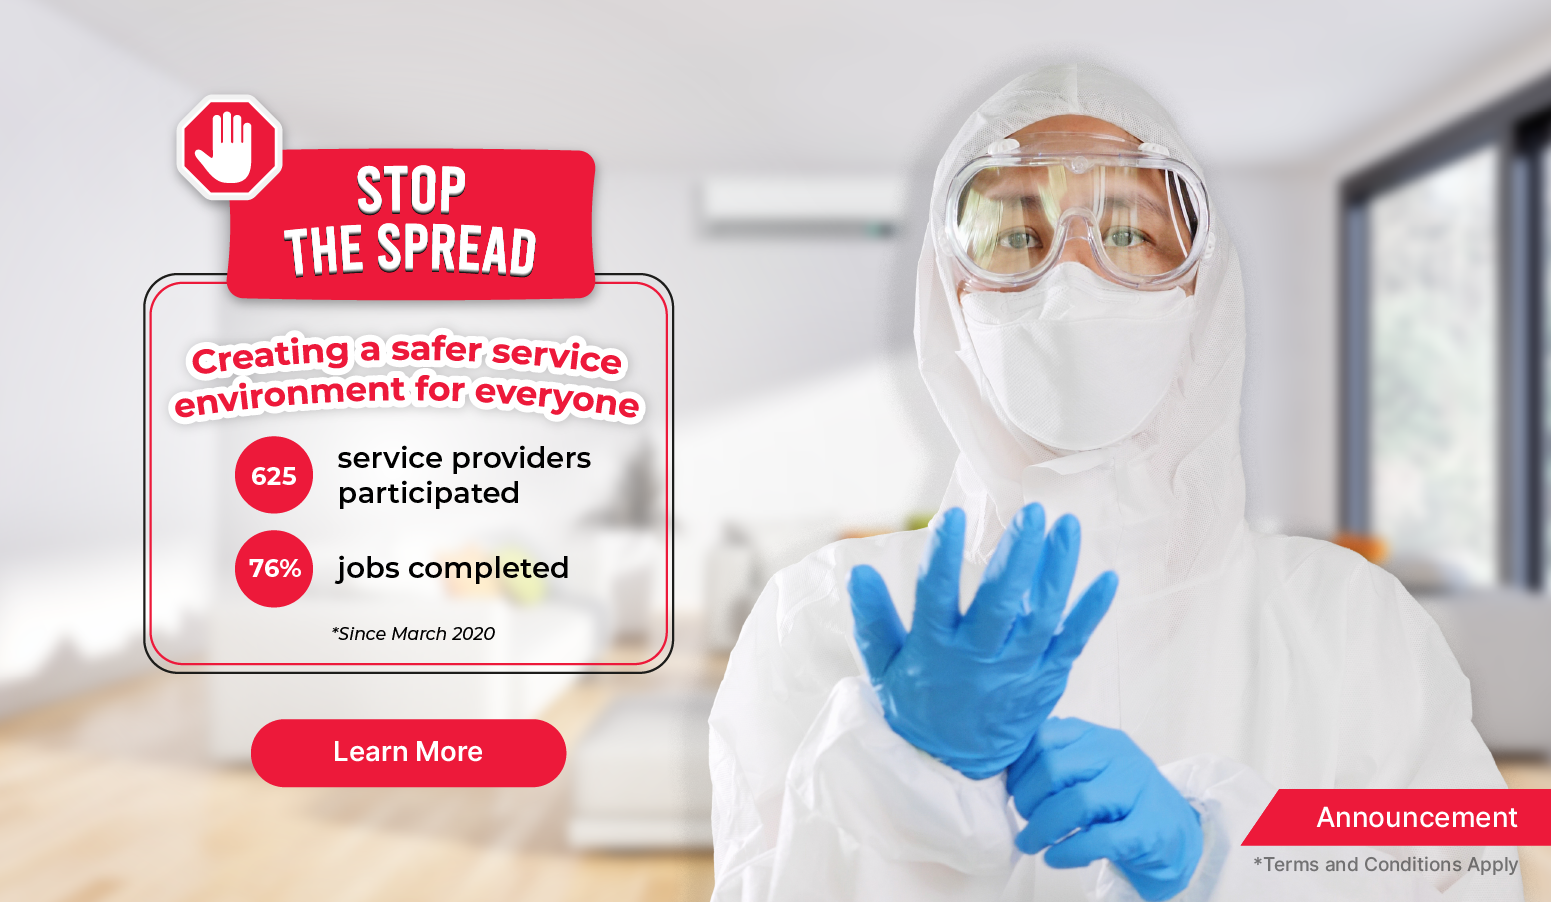 STOP
THE SPREAD
Creating a safer service
environment for everyone
625
service providers
participated
76%
jobs completed
*Since March 2020
Learn More
Announcement
*Terms and Conditions Apply